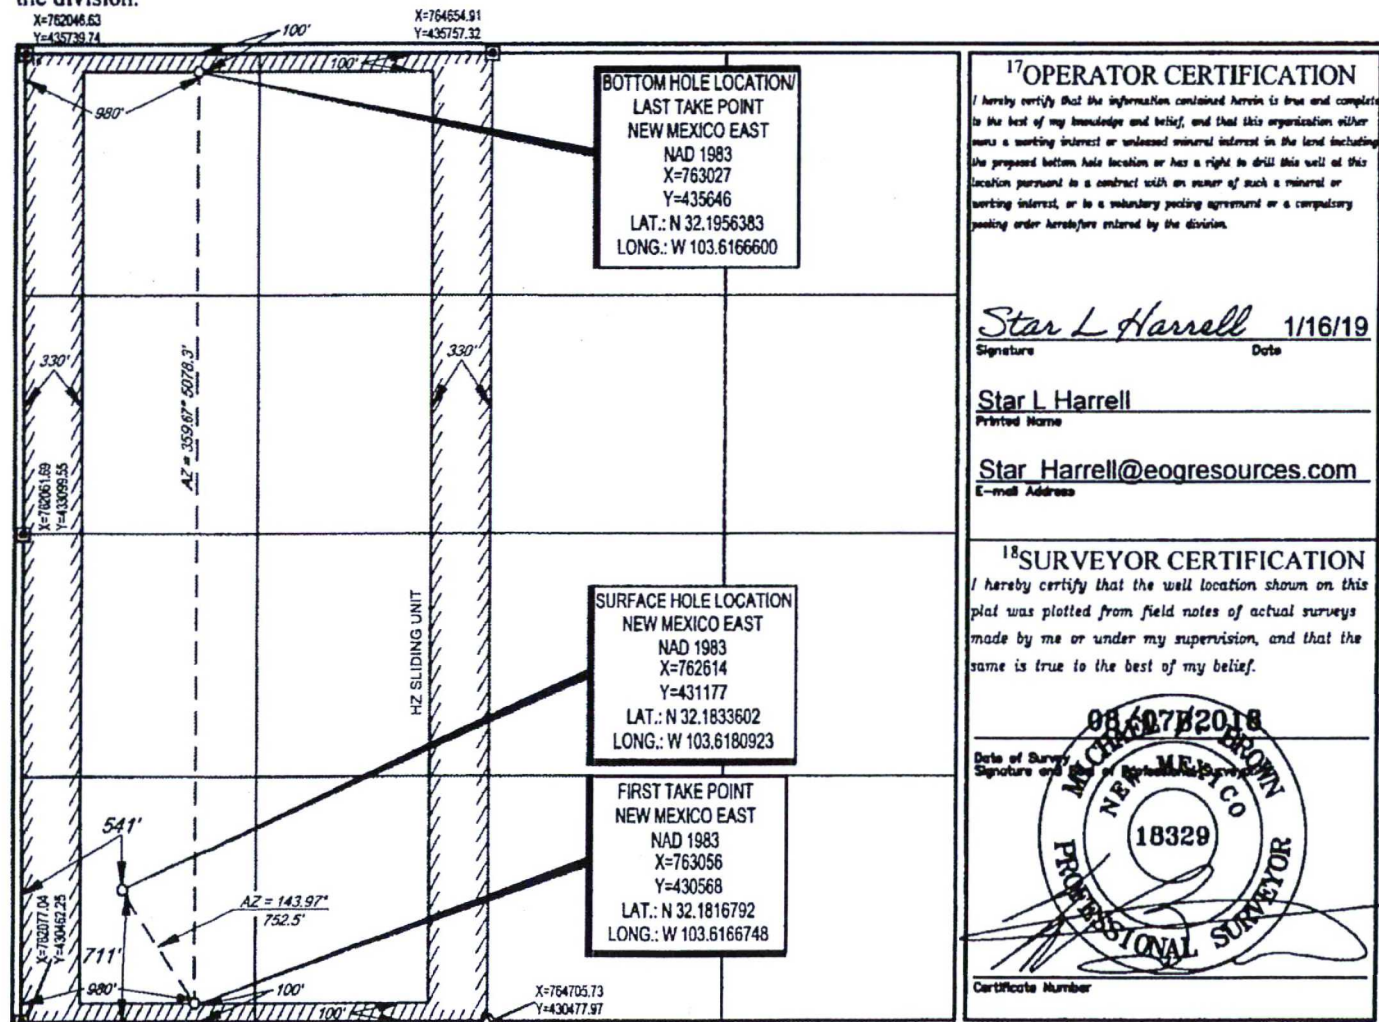 the division.
X=762046.63
Y=435739.74
X=764654.91
Y=435757.32
100'
100'
980'
BOTTOM HOLE LOCATION/
LAST TAKE POINT
NEW MEXICO EAST
NAD 1983
X=763027
Y=435646
LAT.: N 32.1956383
LONG.: W 103.6166600
330'
330'
AZ = 359.67° 5078.3'
X=762061.69
Y=433099.55
HZ SLIDING UNIT
SURFACE HOLE LOCATION
NEW MEXICO EAST
NAD 1983
X=762614
Y=431177
LAT.: N 32.1833602
LONG.: W 103.6180923
FIRST TAKE POINT
NEW MEXICO EAST
NAD 1983
X=763056
Y=430568
LAT.: N 32.1816792
LONG.: W 103.6166748
541'
AZ = 143.97°
752.5'
X=762077.04
Y=430462.25
711'
980'
100'
100'
X=764705.73
Y=430477.97
17 OPERATOR CERTIFICATION
I hereby certify that the information contained herein is true and complete
to the best of my knowledge and belief, and that this organization either
owns a working interest or unleased mineral interest in the land including
the proposed bottom hole location or has a right to drill this well at this
location pursuant to a contract with an owner of such a mineral or
working interest, or to a voluntary pooling agreement or a compulsory
pooling order heretofore entered by the division.
Star L Harrell 1/16/19
Signature Date
Star L Harrell
Printed Name
Star_Harrell@eogresources.com
E-mail Address
18 SURVEYOR CERTIFICATION
I hereby certify that the well location shown on this
plat was plotted from field notes of actual surveys
made by me or under my supervision, and that the
same is true to the best of my belief.
Date of Survey
Signature and Seal of Professional Surveyor
MICHAEL BROWN
NEW MEXICO
18329
PROFESSIONAL SURVEYOR
Certificate Number